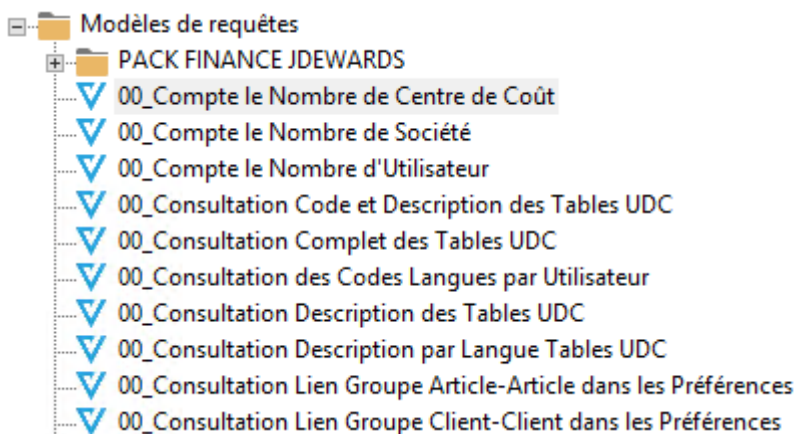 Modèles de requêtes
PACK FINANCE JDEWARDS
00_Compte le Nombre de Centre de Coût
00_Compte le Nombre de Société
00_Compte le Nombre d'Utilisateur
00_Consultation Code et Description des Tables UDC
00_Consultation Complet des Tables UDC
00_Consultation des Codes Langues par Utilisateur
00_Consultation Description des Tables UDC
00_Consultation Description par Langue Tables UDC
00_Consultation Lien Groupe Article-Article dans les Préférences
00_Consultation Lien Groupe Client-Client dans les Préférences